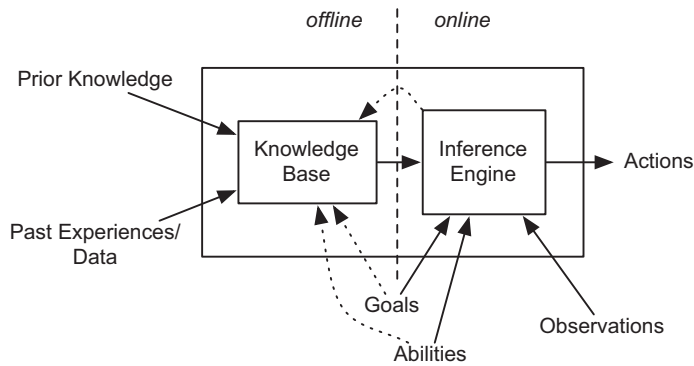 offline
online
Prior Knowledge
Knowledge
Base
Inference
Engine
Actions
Past Experiences/
Data
Goals
Abilities
Observations